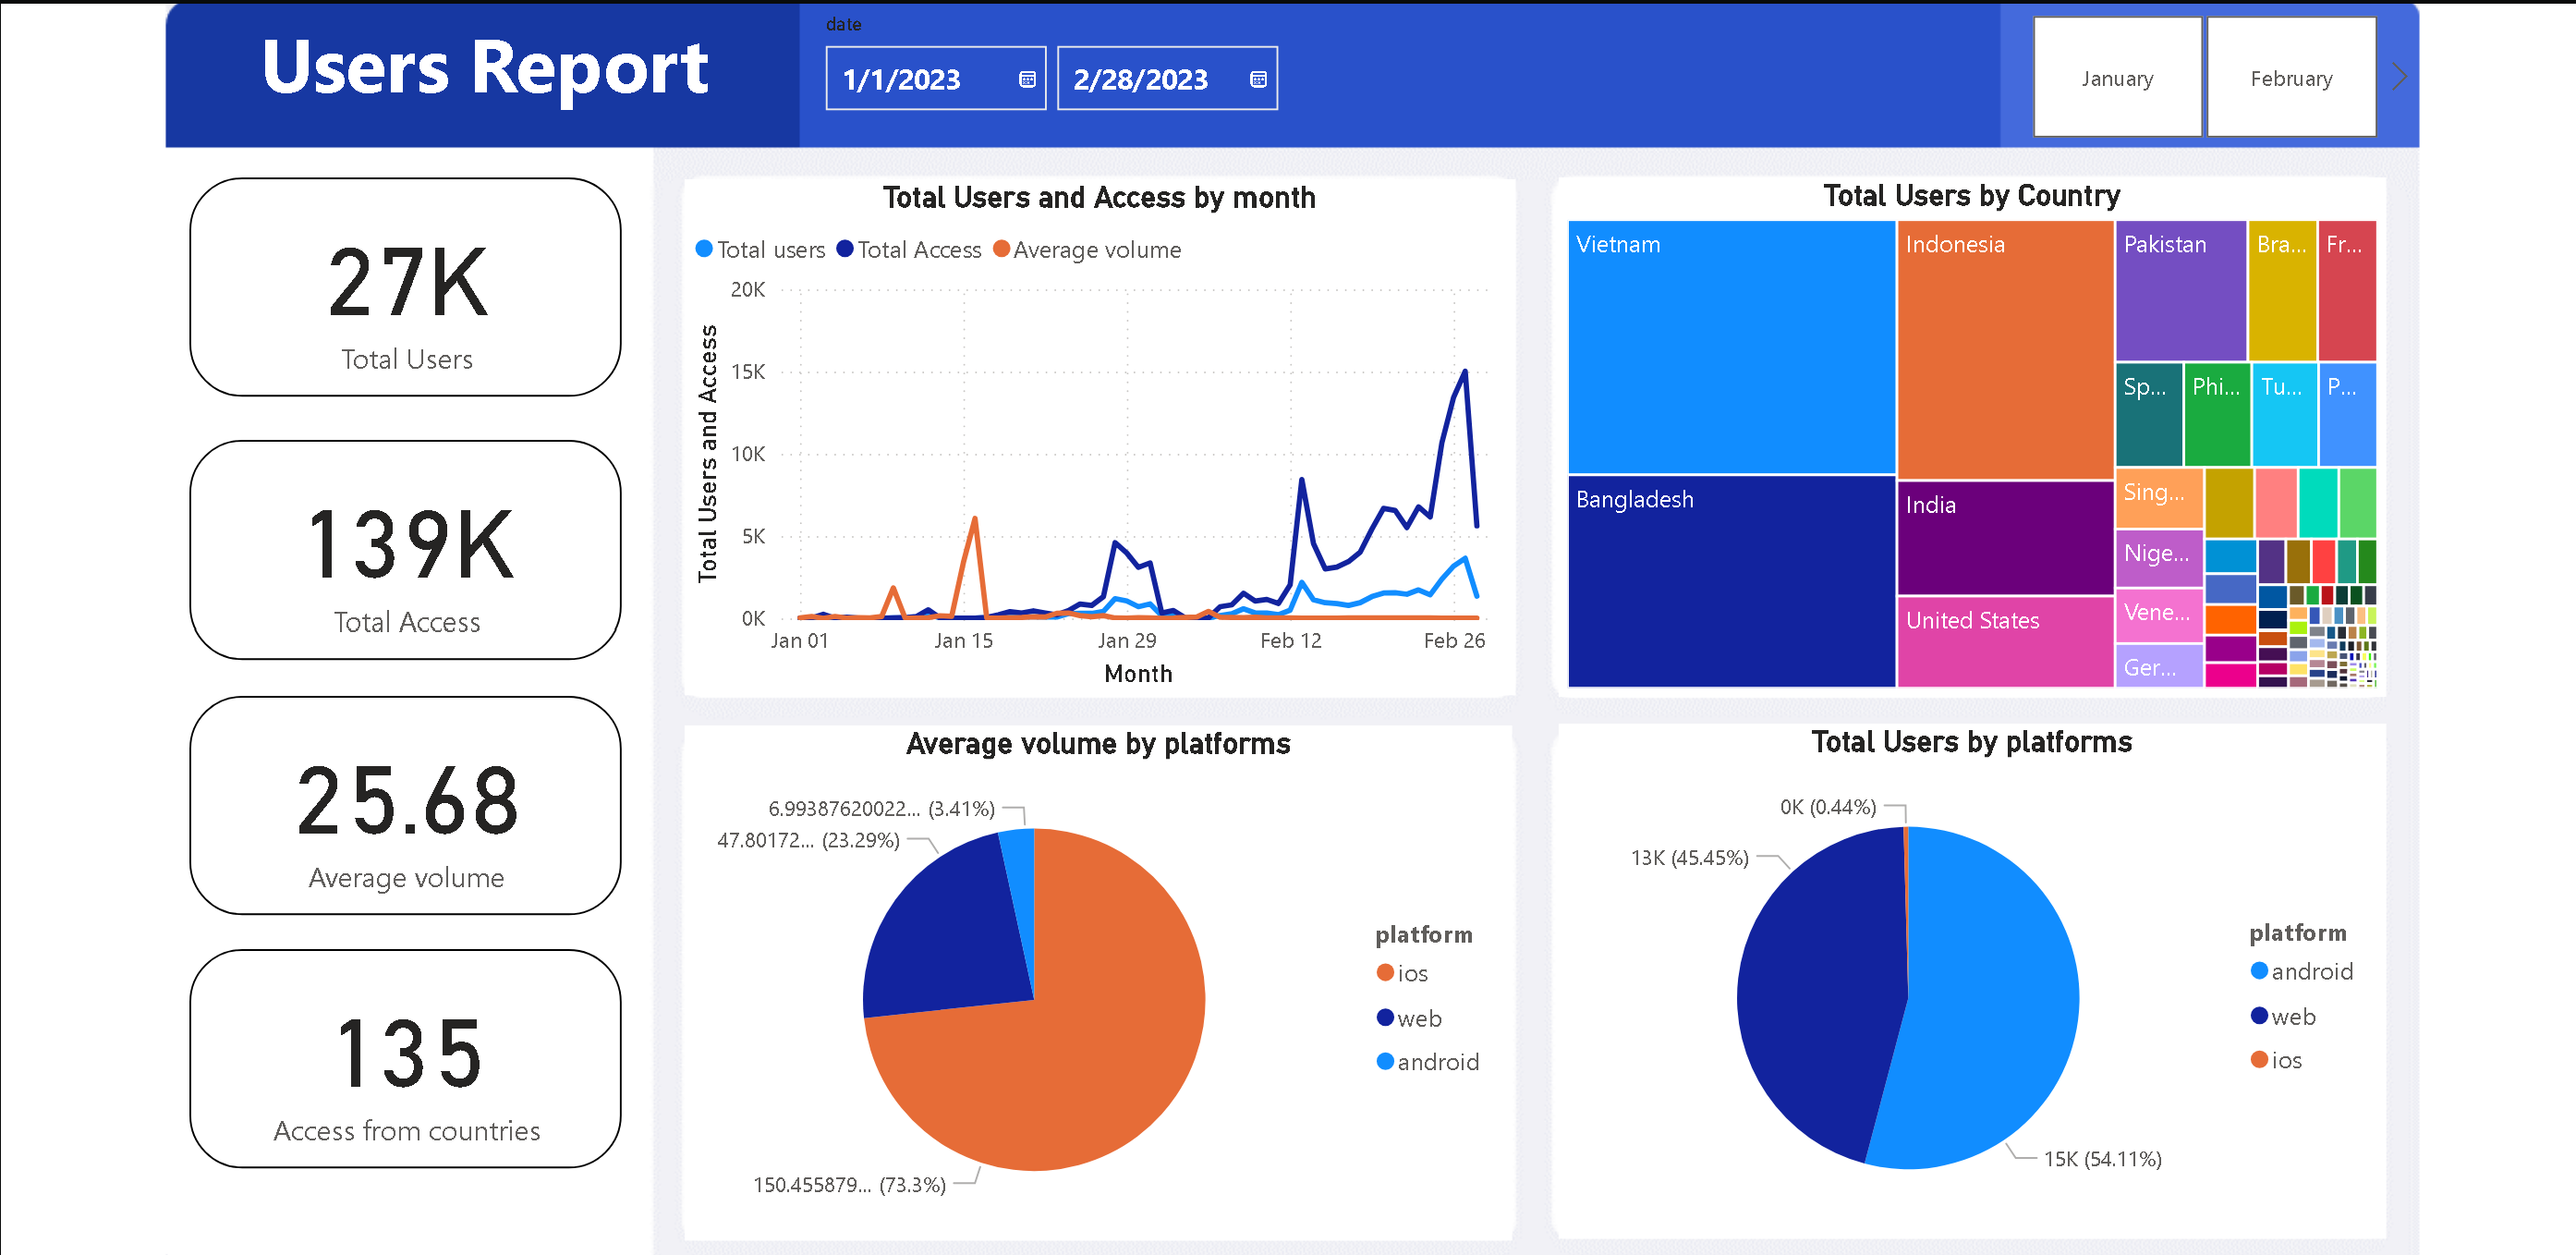 Users Report
date
1/1/2023
2/28/2023
January
February
27K
Total Users
139K
Total Access
25.68
Average volume
135
Access from countries
Total Users and Access by month
Total users
Total Access
Average volume
Total Users and Access
20K
15K
10K
5K
0K
Jan 01
Jan 15
Jan 29
Feb 12
Feb 26
Month
Total Users by Country
Vietnam
Indonesia
Pakistan
Bra...
Fr...
Sp...
Phi...
Tu...
P...
Bangladesh
India
Sing...
Nige...
United States
Vene...
Ger...
Average volume by platforms
6.99387620022... (3.41%)
47.80172... (23.29%)
150.455879... (73.3%)
platform
ios
web
android
Total Users by platforms
0K (0.44%)
13K (45.45%)
15K (54.11%)
platform
android
web
ios